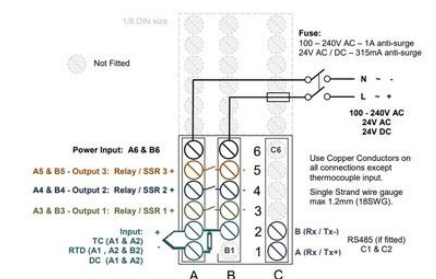 1/8 DIN size
Fuse:
100 – 240V AC – 1A anti-surge
24V AC / DC – 315mA anti-surge
Not Fitted
N ~ -
L ~ +
100 - 240V AC
24V AC
24V DC
Power Input: A6 & B6
6
C6
A5 & B5 - Output 3: Relay / SSR 3 +
-
5
A4 & B4 - Output 2: Relay / SSR 2 +
-
4
A3 & B3 - Output 1: Relay / SSR 1 +
-
3
Use Copper Conductors on
all connections except
thermocouple input.
Single Strand wire gauge
max 1.2mm (18SWG).
Input:
TC (A1 & A2)
RTD (A1 , A2 & B2)
DC (A1 & A2)
+
-
2
B1
1
B (Rx / Tx-)
A (Rx / Tx+)
RS485 (if fitted)
C1 & C2
A B C